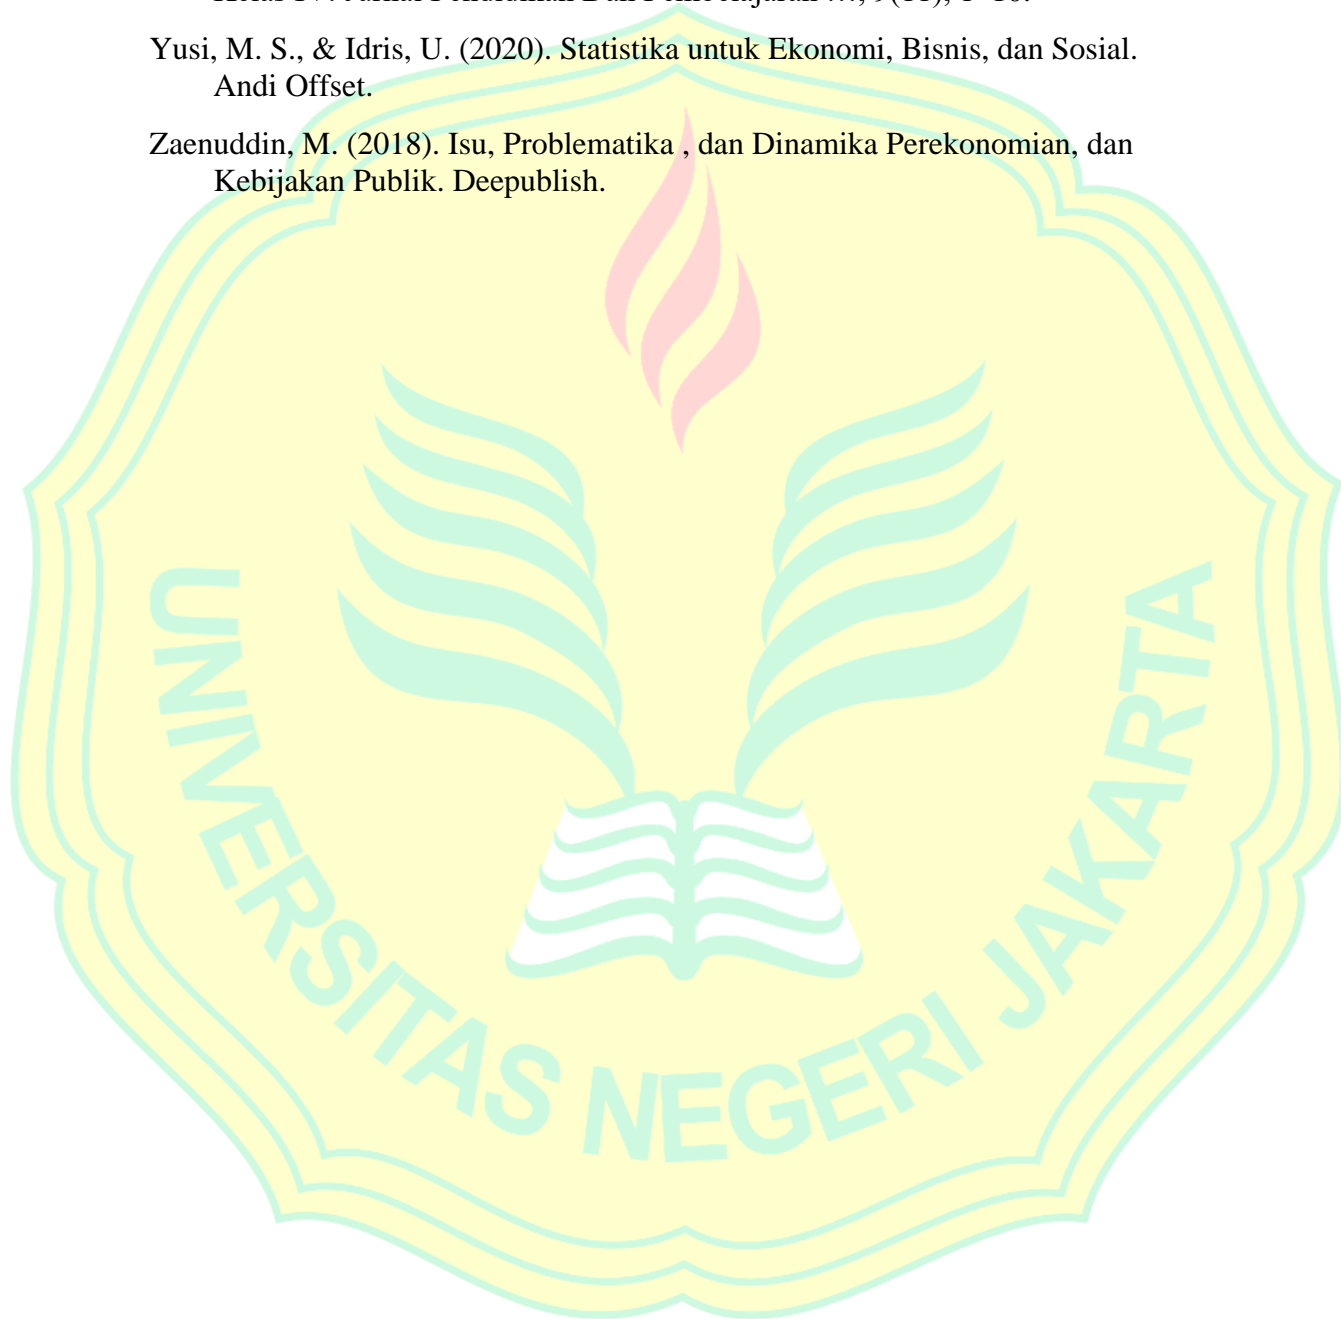 Yusi, M. S., & Idris, U. (2020). Statistika untuk Ekonomi, Bisnis, dan Sosial.
Andi Offset.
Zaenuddin, M. (2018). Isu, Problematika , dan Dinamika Perekonomian, dan
Kebijakan Publik. Deepublish.
UNIVERSITAS NEGERI JAKARTA